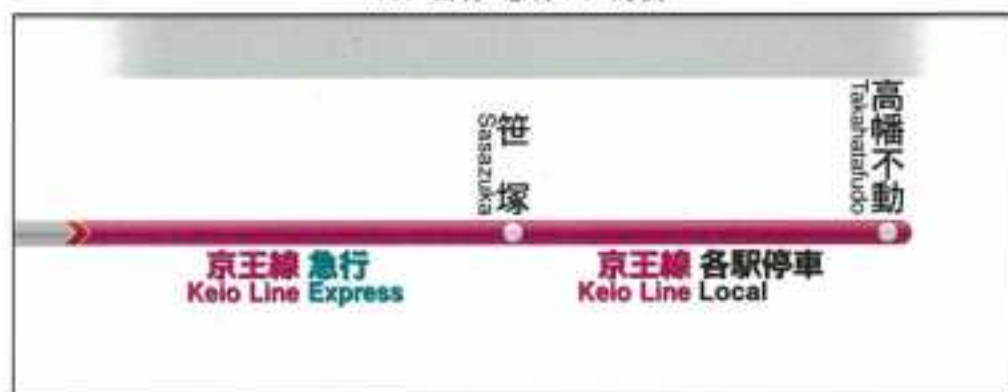 笹塚
Sasazuka
高幡不動
Takahatafudo
京王線 急行
Keio Line Express
京王線 各駅停車
Keio Line Local